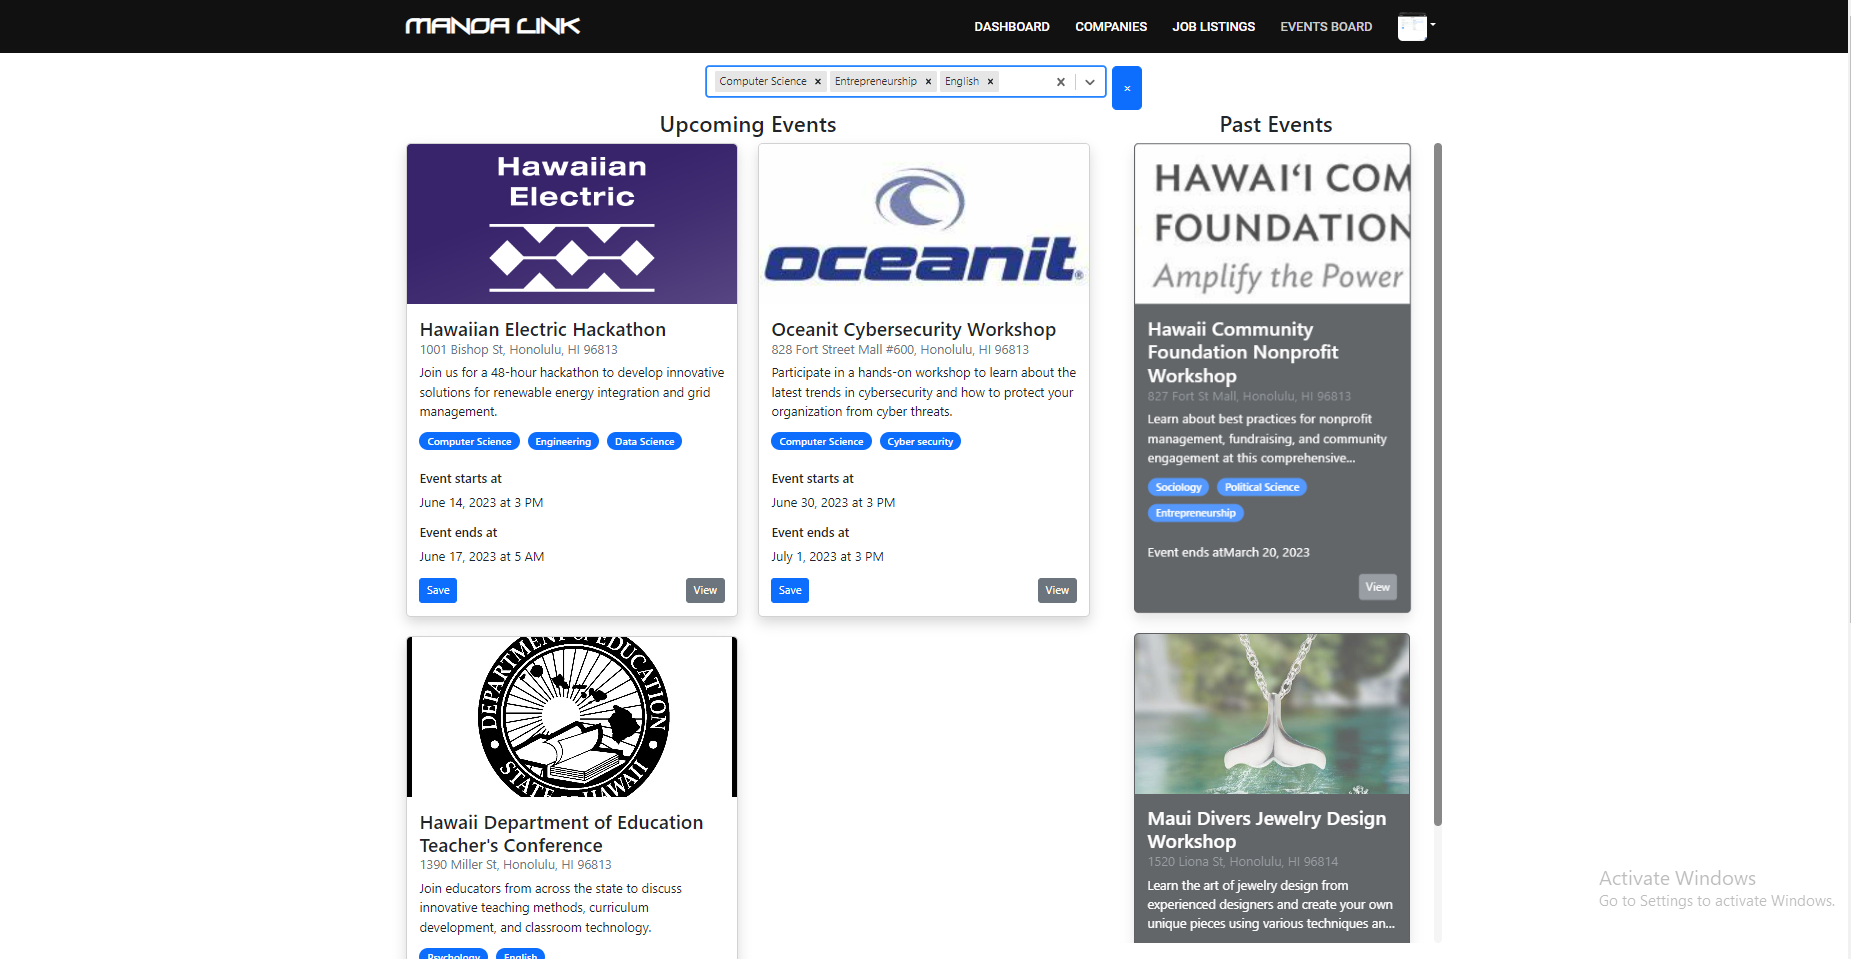 MANOA LINK
DASHBOARD
COMPANIES
JOB LISTINGS
EVENTS BOARD
Computer Science ×
Entrepreneurship ×
English ×
Upcoming Events
Past Events
Hawaiian
Electric
Hawaiian Electric Hackathon
1001 Bishop St, Honolulu, HI 96813
Join us for a 48-hour hackathon to develop innovative
solutions for renewable energy integration and grid
management.
Computer Science
Engineering
Data Science
Event starts at
June 14, 2023 at 3 PM
Event ends at
June 17, 2023 at 5 AM
Save
View
oceanit®
Oceanit Cybersecurity Workshop
828 Fort Street Mall #600, Honolulu, HI 96813
Participate in a hands-on workshop to learn about the
latest trends in cybersecurity and how to protect your
organization from cyber threats.
Computer Science
Cyber security
Event starts at
June 30, 2023 at 3 PM
Event ends at
July 1, 2023 at 3 PM
Save
View
DEPARTMENT OF EDUCATION
STATE OF HAWAII
Hawaii Department of Education
Teacher's Conference
1390 Miller St, Honolulu, HI 96813
Join educators from across the state to discuss
innovative teaching methods, curriculum
development, and classroom technology.
Psychology
English
HAWAIʻI COM
FOUNDATION
Amplify the Power
Hawaii Community
Foundation Nonprofit
Workshop
827 Fort St Mall, Honolulu, HI 96813
Learn about best practices for nonprofit
management, fundraising, and community
engagement at this comprehensive...
Sociology
Political Science
Entrepreneurship
Event ends atMarch 20, 2023
View
Maui Divers Jewelry Design
Workshop
1520 Liona St, Honolulu, HI 96814
Learn the art of jewelry design from
experienced designers and create your own
unique pieces using various techniques an...
Activate Windows
Go to Settings to activate Windows.